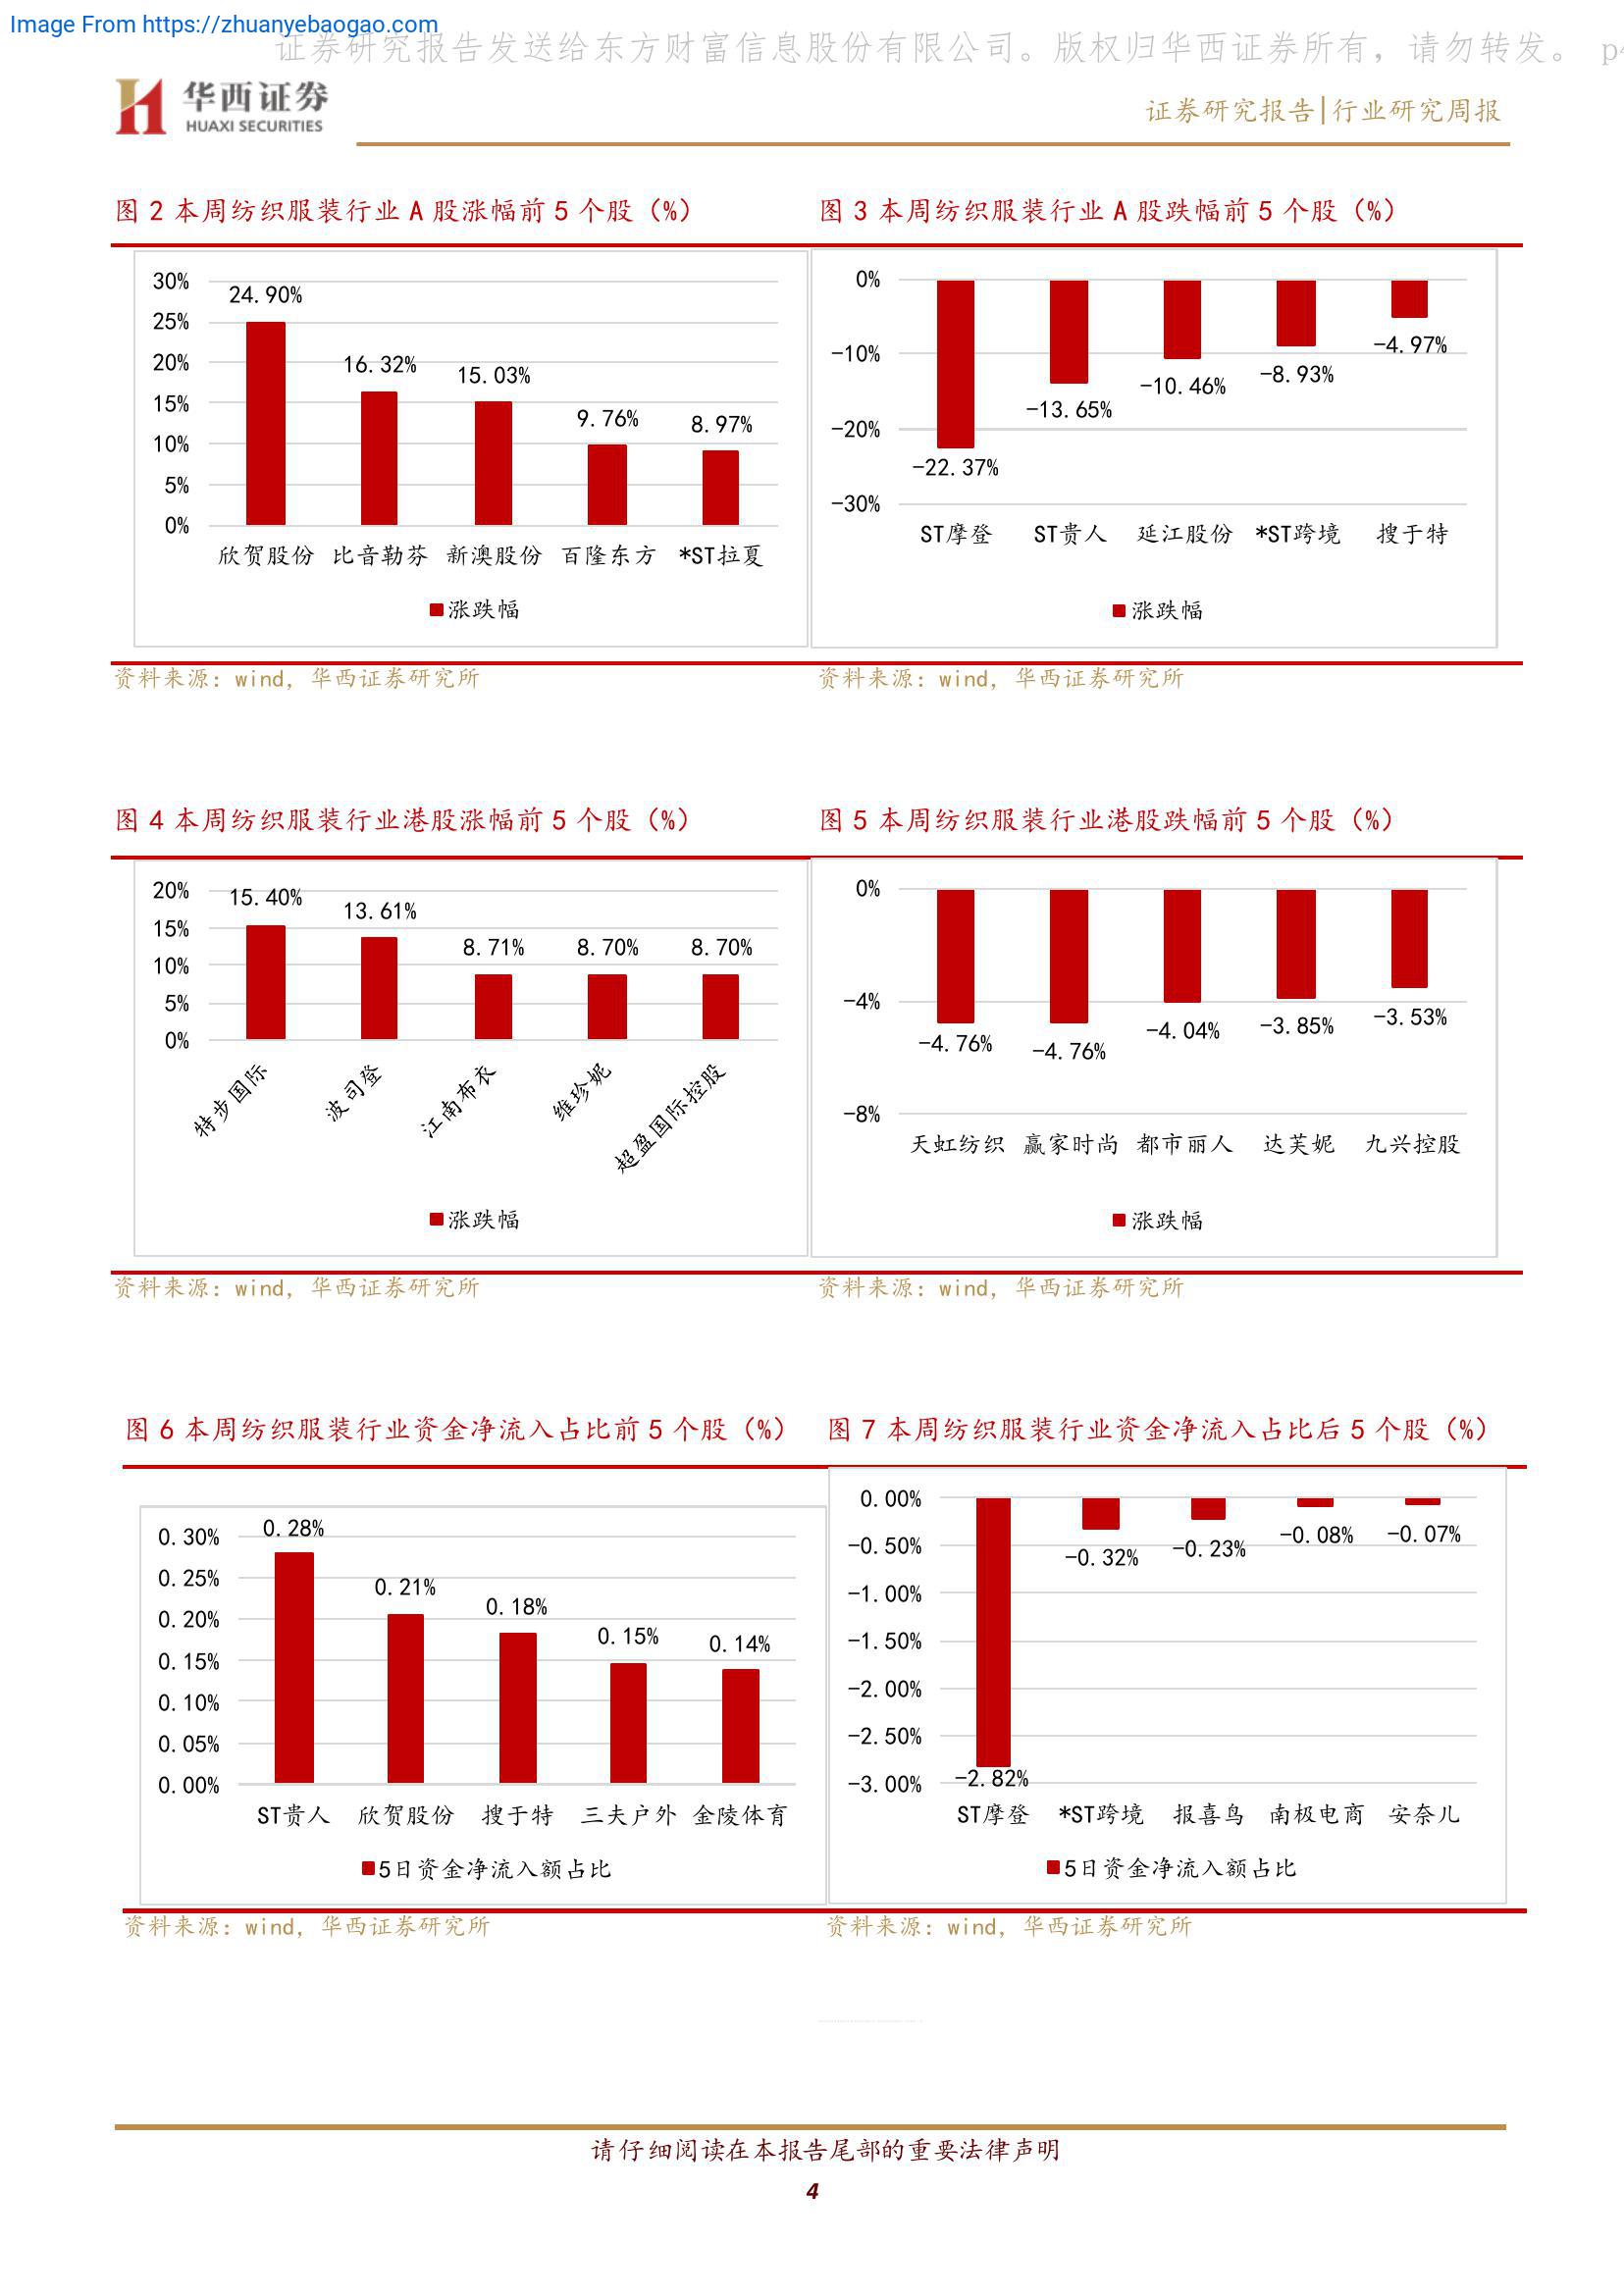 Image From https://zhuanyebaogao.com
证券研究报告发送给东方财富信息股份有限公司。版权归华西证券所有，请勿转发。 p4
华西证券
HUAXI SECURITIES
证券研究报告|行业研究周报
图 2 本周纺织服装行业 A 股涨幅前 5 个股（%）
30%
25%
20%
15%
10%
5%
0%
24.90%
16.32%
15.03%
9.76%
8.97%
欣贺股份 比音勒芬 新澳股份 百隆东方 *ST拉夏
涨跌幅
资料来源：wind，华西证券研究所
图 3 本周纺织服装行业 A 股跌幅前 5 个股（%）
0%
-10%
-20%
-30%
-22.37%
-13.65%
-10.46%
-8.93%
-4.97%
ST摩登 ST贵人 延江股份 *ST跨境 搜于特
涨跌幅
资料来源：wind，华西证券研究所
图 4 本周纺织服装行业港股涨幅前 5 个股（%）
20%
15%
10%
5%
0%
15.40%
13.61%
8.71%
8.70%
8.70%
特步国际
波司登
江南布衣
维珍妮
超盈国际控股
涨跌幅
资料来源：wind，华西证券研究所
图 5 本周纺织服装行业港股跌幅前 5 个股（%）
0%
-4%
-8%
-4.76%
-4.76%
-4.04%
-3.85%
-3.53%
天虹纺织 赢家时尚 都市丽人 达芙妮 九兴控股
涨跌幅
资料来源：wind，华西证券研究所
图 6 本周纺织服装行业资金净流入占比前 5 个股（%）
0.30%
0.25%
0.20%
0.15%
0.10%
0.05%
0.00%
0.28%
0.21%
0.18%
0.15%
0.14%
ST贵人 欣贺股份 搜于特 三夫户外 金陵体育
5日资金净流入额占比
资料来源：wind，华西证券研究所
图 7 本周纺织服装行业资金净流入占比后 5 个股（%）
0.00%
-0.50%
-1.00%
-1.50%
-2.00%
-2.50%
-3.00%
-2.82%
-0.32%
-0.23%
-0.08%
-0.07%
ST摩登 *ST跨境 报喜鸟 南极电商 安奈儿
5日资金净流入额占比
资料来源：wind，华西证券研究所
请仔细阅读在本报告尾部的重要法律声明
4